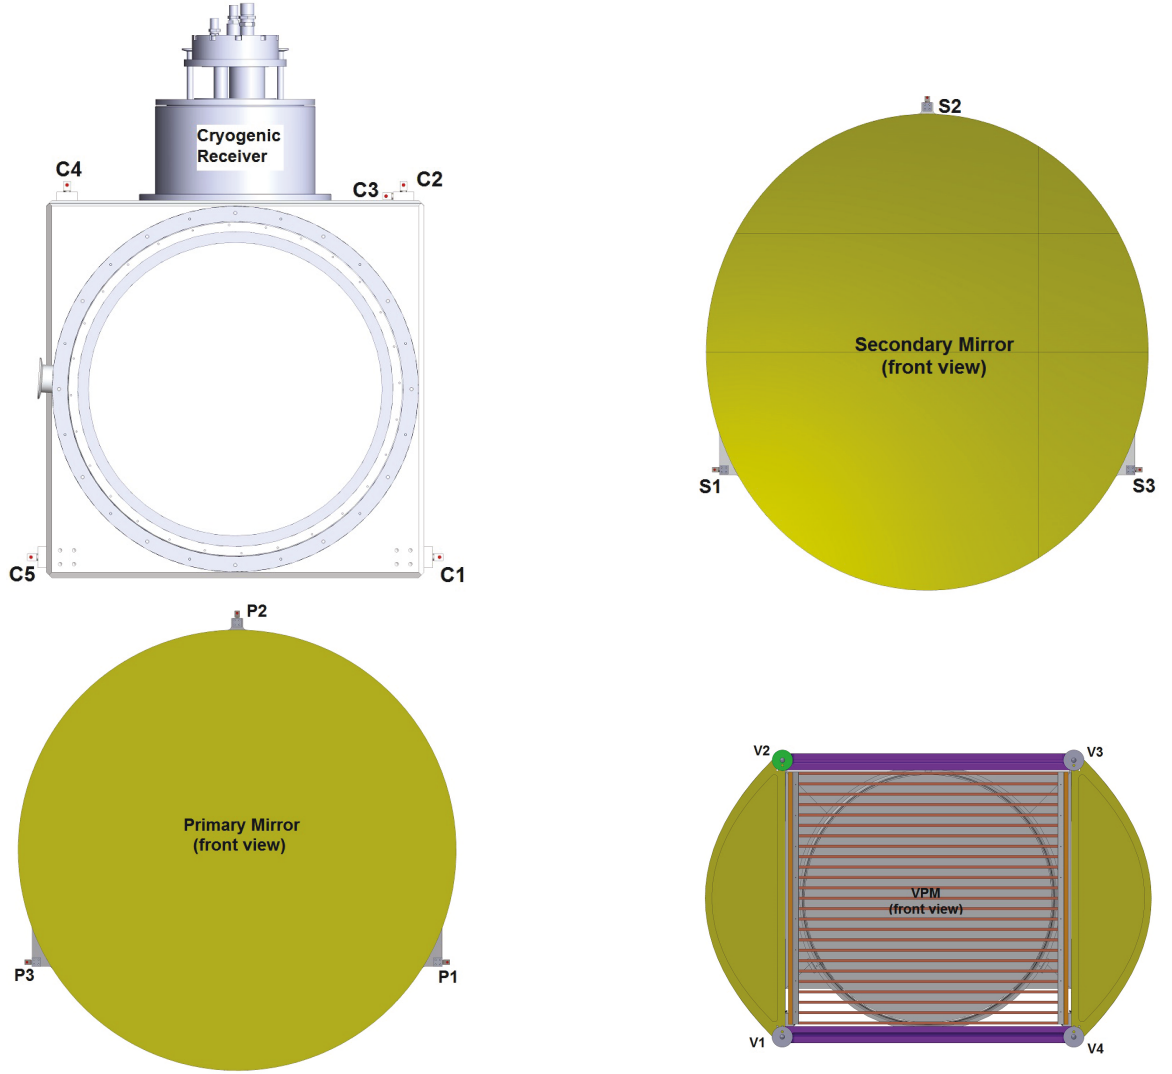 Cryogenic
Receiver
C4
C3
C2
C5
C1
S2
Secondary Mirror
(front view)
S1
S3
P2
Primary Mirror
(front view)
P3
P1
V2
V3
VPM
(front view)
V1
V4